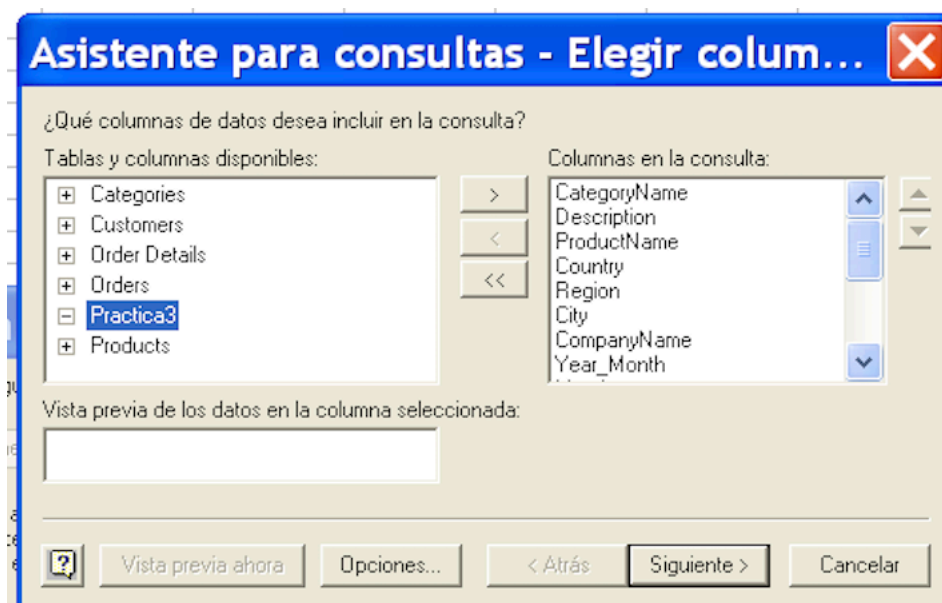 Asistente para consultas - Elegir colum...
¿Qué columnas de datos desea incluir en la consulta?
Tablas y columnas disponibles:
Categories
Customers
Order Details
Orders
Practica3
Products
>
<
<<
Columnas en la consulta:
CategoryName
Description
ProductName
Country
Region
City
CompanyName
Year_Month
Vista previa de los datos en la columna seleccionada:
?
Vista previa ahora
Opciones...
< Atrás
Siguiente >
Cancelar